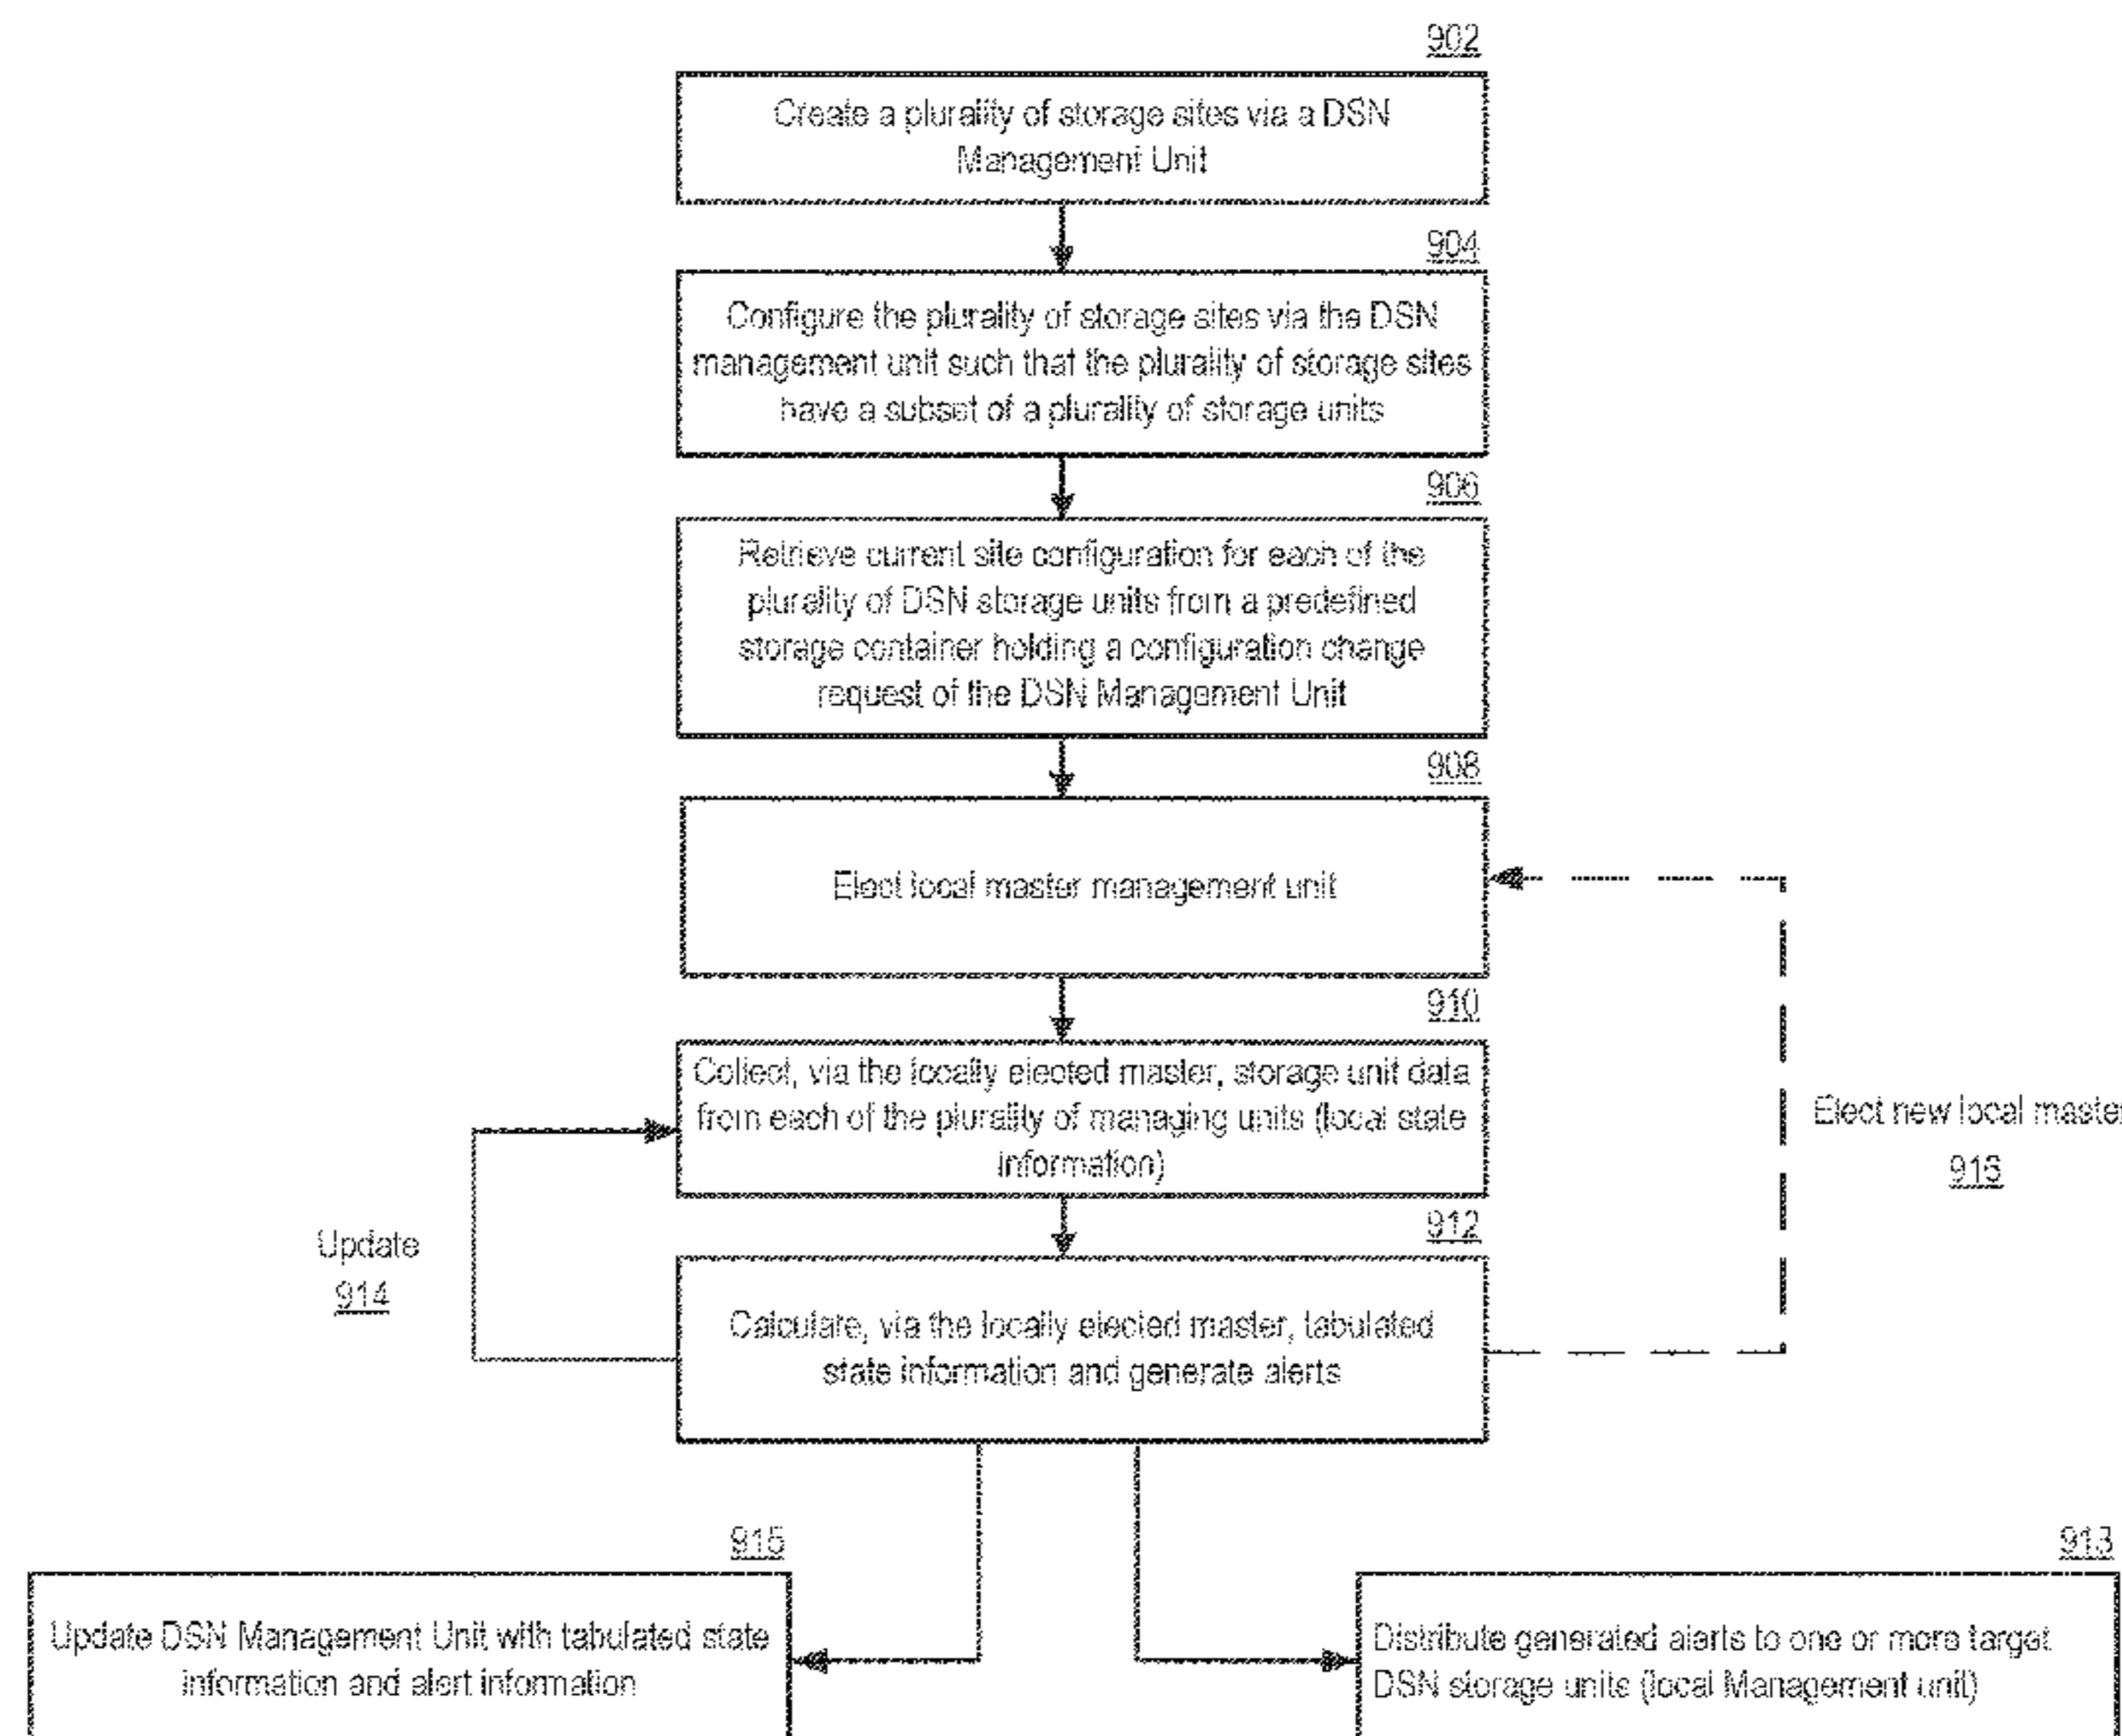 902
Create a plurality of storage sites via a DSN
Management Unit
904
Configure the plurality of storage sites via the DSN
management unit such that the plurality of storage sites
have a subset of a plurality of storage units
906
Retrieve current site configuration for each of the
plurality of DSN storage units from a predefined
storage container holding a configuration change
request of the DSN Management Unit
908
Elect local master management unit
910
Collect, via the locally elected master, storage unit data
from each of the plurality of managing units (local state
information)
Elect new local master
916
Update
914
912
Calculate, via the locally elected master, tabulated
state information and generate alerts
915
Update DSN Management Unit with tabulated state
information and alert information
913
Distribute generated alerts to one or more target
DSN storage units (local Management unit)